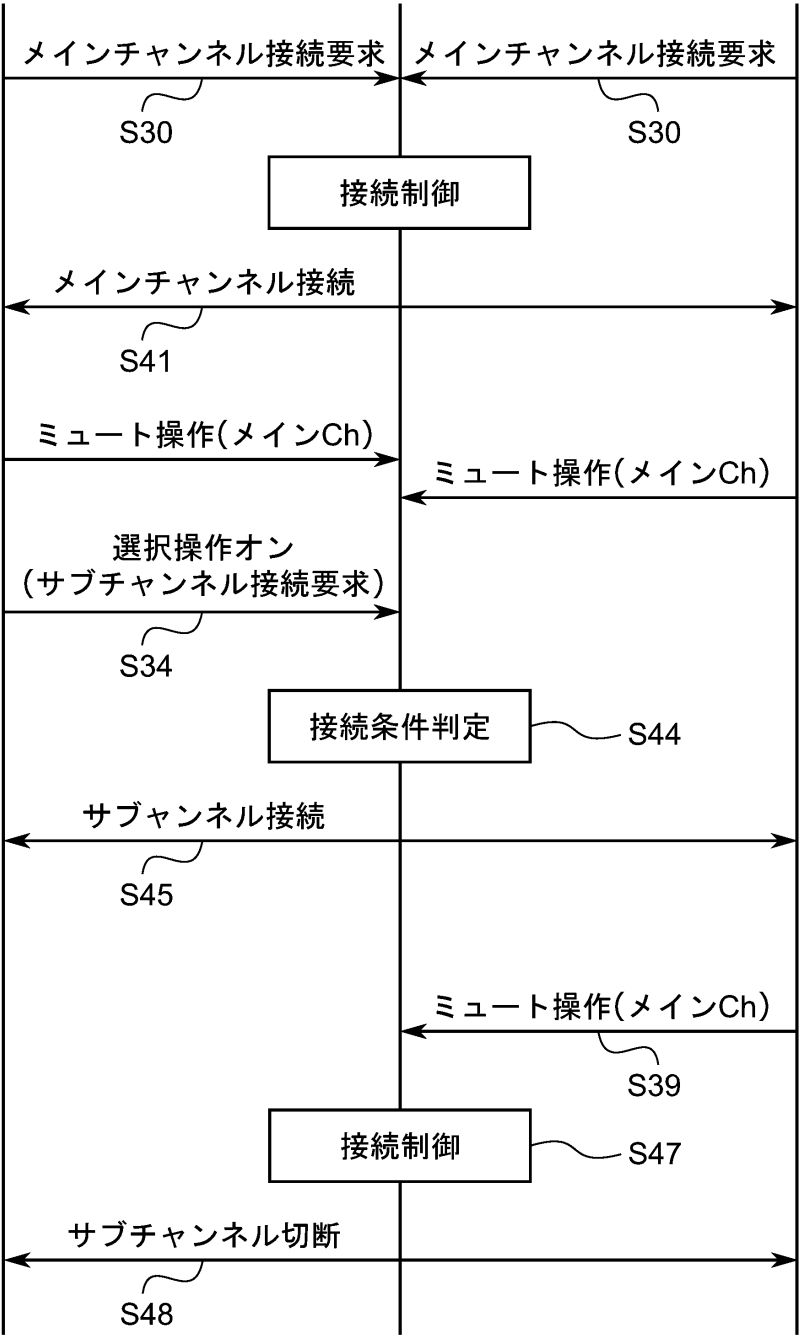 メインチャンネル接続要求
メインチャンネル接続要求
S30
S30
接続制御
メインチャンネル接続
S41
ミュート操作(メインCh)
ミュート操作(メインCh)
選択操作オン
(サブチャンネル接続要求)
S34
接続条件判定
S44
サブャンネル接続
S45
ミュート操作(メインCh)
S39
接続制御
S47
サブチャンネル切断
S48